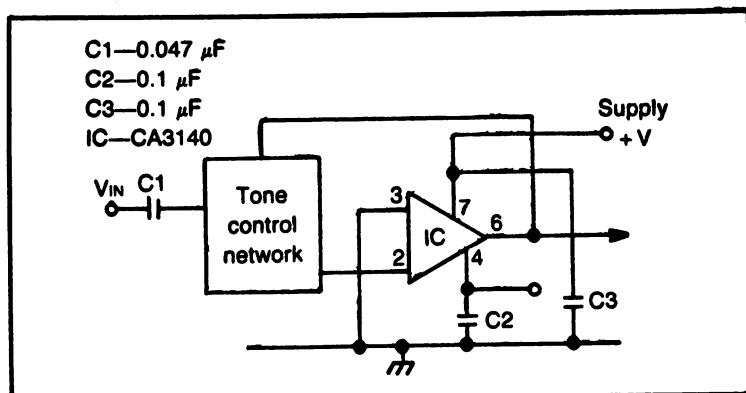 C1—0.047 µF
C2—0.1 µF
C3—0.1 µF
IC—CA3140
Supply
+ V
VIN
C1
Tone
control
network
3
7
IC
6
2
4
C2
C3